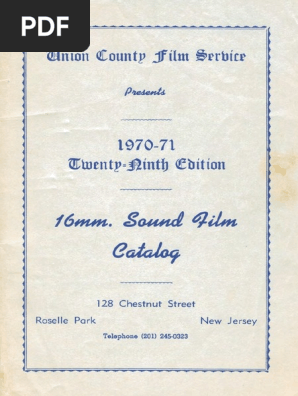 PDF
Union County Film Service
Presents
1970-71
Twenty-Ninth Edition
16mm. Sound Film
Catalog
128 Chestnut Street
Roselle Park New Jersey
Telephone (201) 245-0323